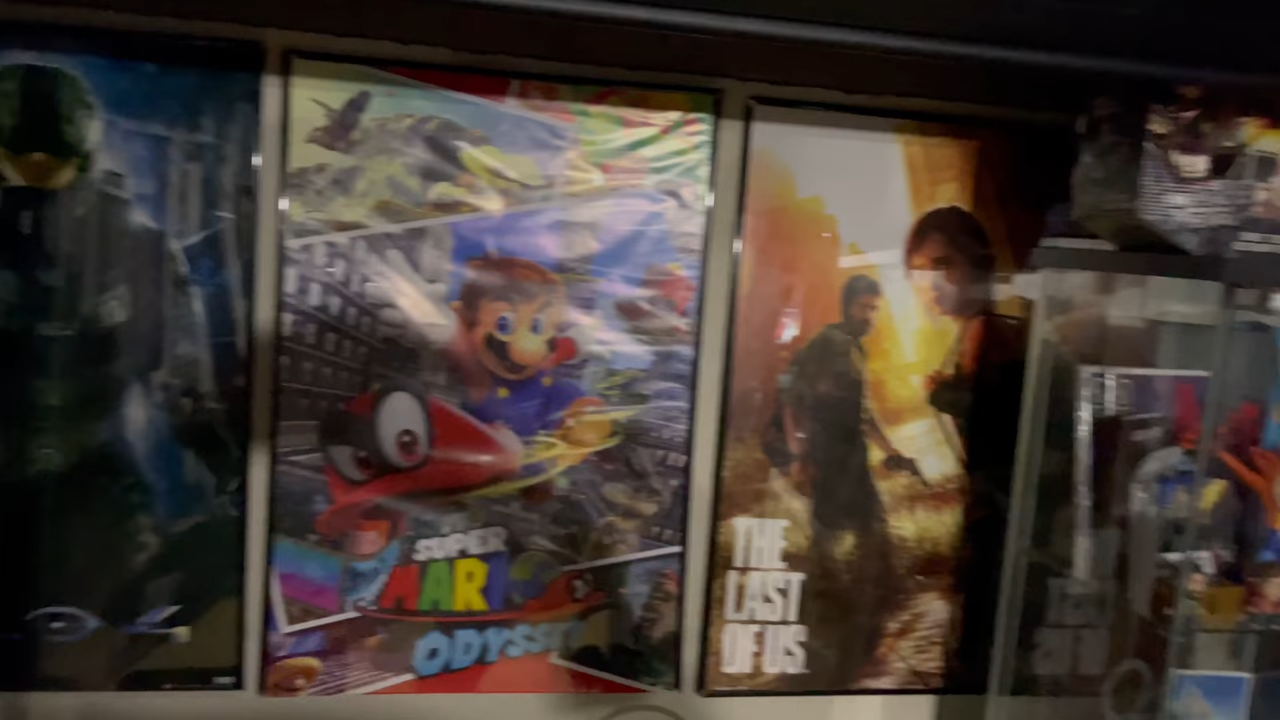 SUPER
MARIO
ODYSSEY
THE
LAST
OF US